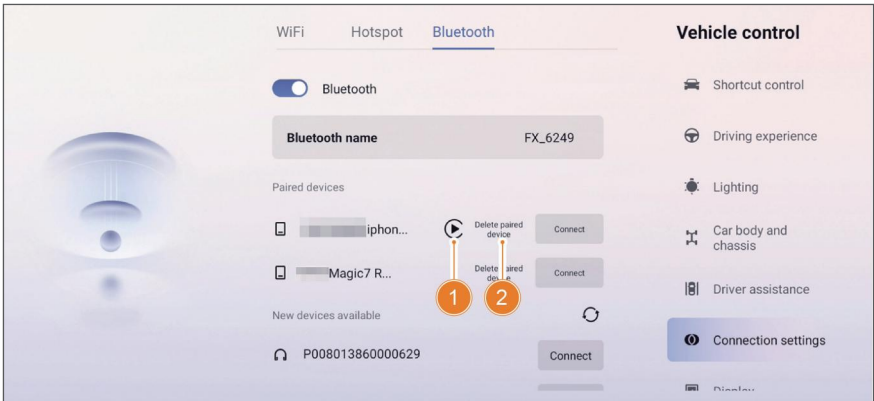 WiFi Hotspot Bluetooth
Bluetooth
Bluetooth name FX_6249
Paired devices
iphon... Delete paired device Connect
Magic7 R... Delete paired device Connect
1 2
New devices available
P008013860000629 Connect
Vehicle control
Shortcut control
Driving experience
Lighting
Car body and
chassis
Driver assistance
Connection settings
Display